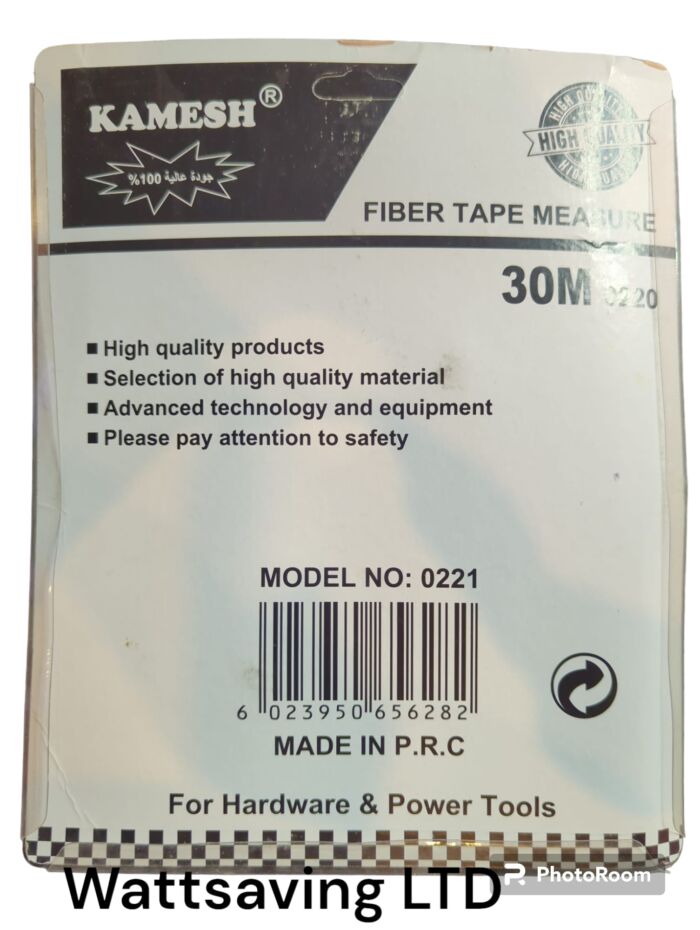 KAMESH®
جودة عالية 100%
HIGH QUALITY
HIGH QUALITY
FIBER TAPE MEASURE
30M 0220
■ High quality products
■ Selection of high quality material
■ Advanced technology and equipment
■ Please pay attention to safety
MODEL NO: 0221
6 023950 656282
MADE IN P.R.C
For Hardware & Power Tools
Wattsaving LTD
PhotoRoom